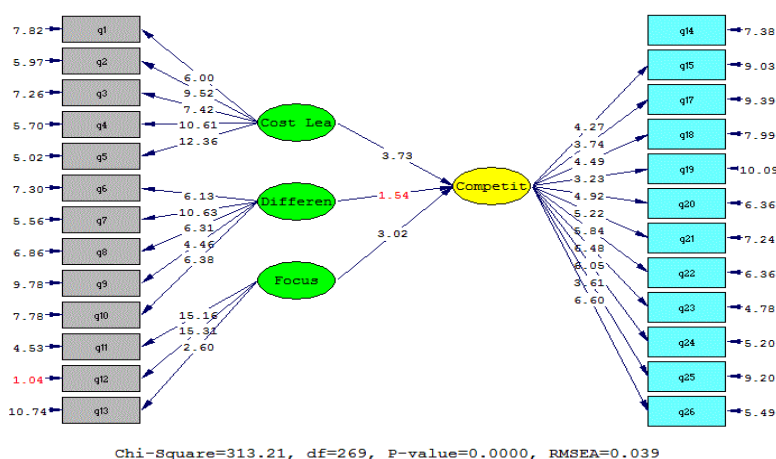 7.82 q1
5.97 q2
7.26 q3
5.70 q4
5.02 q5
7.30 q6
5.56 q7
6.86 q8
9.78 q9
7.78 q10
4.53 q11
1.04 q12
10.74 q13
6.00
9.52
7.42
10.61
12.36
6.13
10.63
6.31
4.46
6.38
15.16
15.31
2.60
Cost Lea
Differen
Focus
3.73
1.54
3.02
Competit
4.27
3.74
4.49
3.23
4.92
5.22
5.84
6.48
6.05
3.61
6.60
q14 7.38
q15 9.03
q17 9.39
q18 7.99
q19 10.09
q20 6.36
q21 7.24
q22 6.36
q23 4.78
q24 5.20
q25 9.20
q26 5.49
Chi-Square=313.21, df=269, P-value=0.0000, RMSEA=0.039